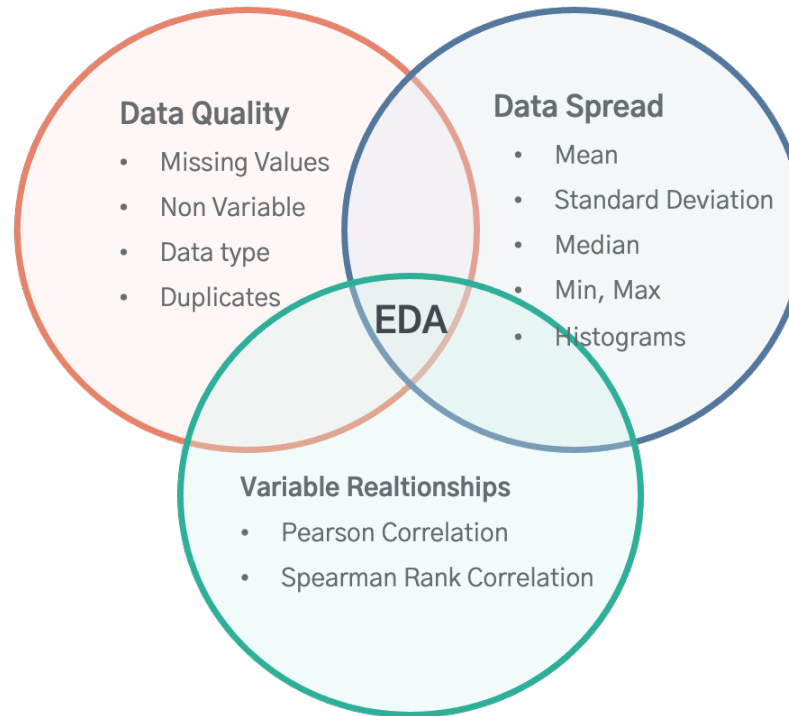 Data Quality
• Missing Values
• Non Variable
• Data type
• Duplicates
Data Spread
• Mean
• Standard Deviation
• Median
• Min, Max
• Histograms
EDA
Variable Realtionships
• Pearson Correlation
• Spearman Rank Correlation